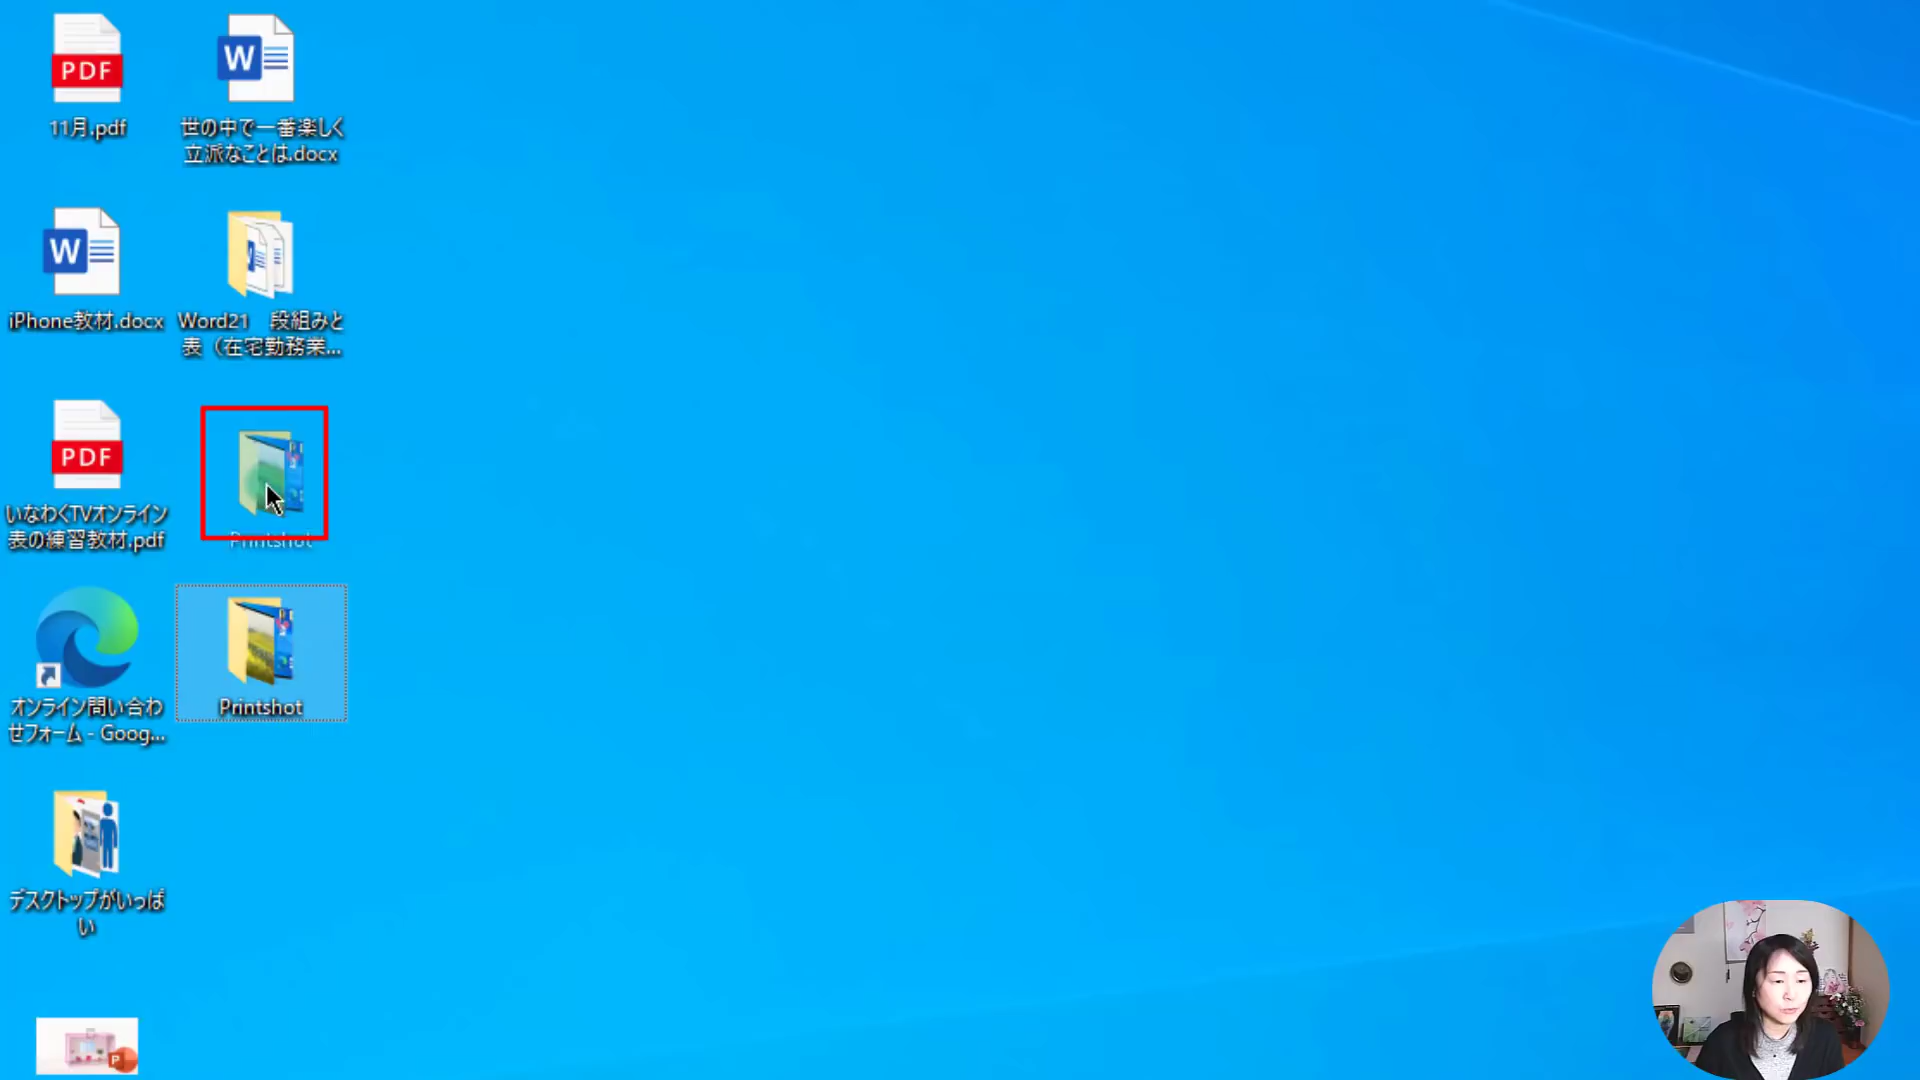 PDF
11月.pdf
W
世の中で一番楽しく
立派なことは.docx
W
iPhone教材.docx
W
Word21　段組みと
表（在宅勤務業...
PDF
いなわくTVオンライン
表の練習教材.pdf
Printshot
オンライン問い合わ
せフォーム - Goog...
Printshot
デスクトップがいっぱ
い
P